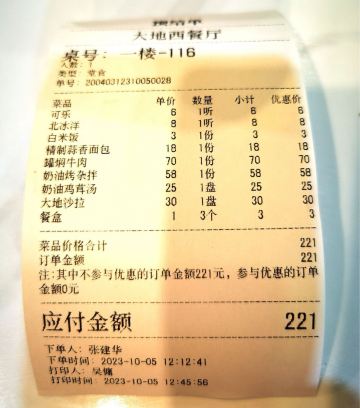 预结单
大地西餐厅
桌号：一楼-116
人数：1
类型：堂食
单号：20040312310050028
菜品 单价 数量 小计 优惠价
可乐 6 1听 6 6
北冰洋 8 1听 8 8
白米饭 3 1份 3 3
精制蒜香面包 18 1份 18 18
罐焖牛肉 70 1份 70 70
奶油烤杂拌 58 1份 58 58
奶油鸡茸汤 25 1盘 25 25
大地沙拉 30 1盘 30 30
餐盒 1 3个 3 3
菜品价格合计 221
订单金额 221
注：其中不参与优惠的订单金额221元，参与优惠的订单
金额0元
应付金额 221
下单人：张建华
下单时间：2023-10-05 12:12:41
打印人：吴镛
打印时间：2023-10-05 12:45:56